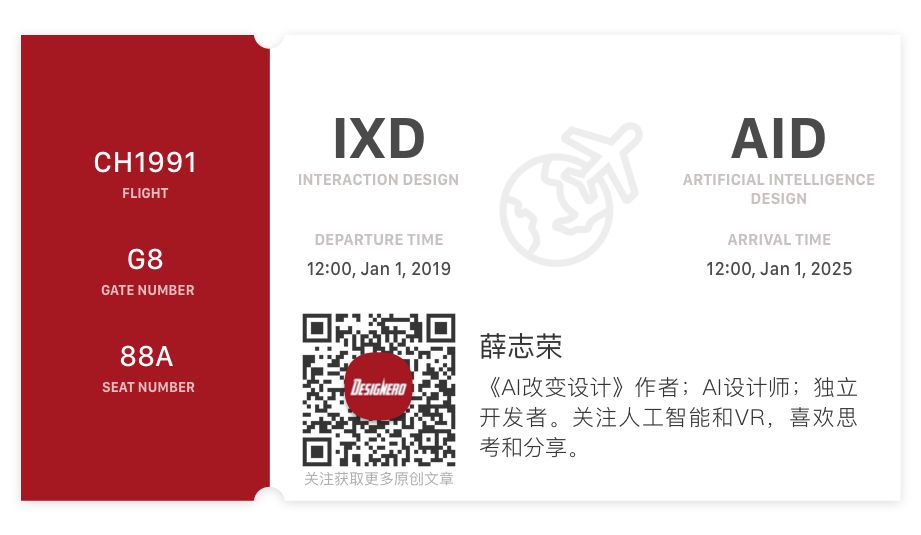 CH1991
FLIGHT
G8
GATE NUMBER
88A
SEAT NUMBER
IXD
INTERACTION DESIGN
DEPARTURE TIME
12:00, Jan 1, 2019
AID
ARTIFICIAL INTELLIGENCE
DESIGN
ARRIVAL TIME
12:00, Jan 1, 2025
DESIGNERD
关注获取更多原创文章
薛志荣
《AI改变设计》作者；AI设计师；独立
开发者。关注人工智能和VR，喜欢思
考和分享。